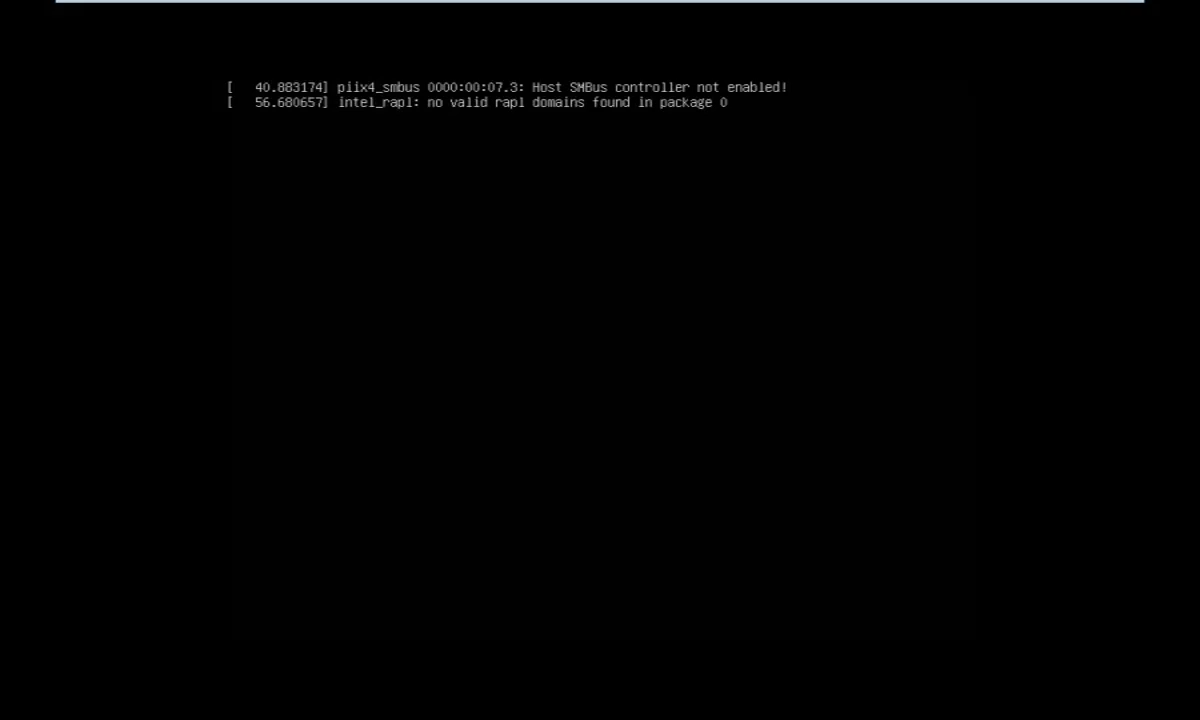 [   40.883174] piix4_smbus 0000:00:07.3: Host SMBus controller not enabled!
[   56.680657] intel_rapl: no valid rapl domains found in package 0